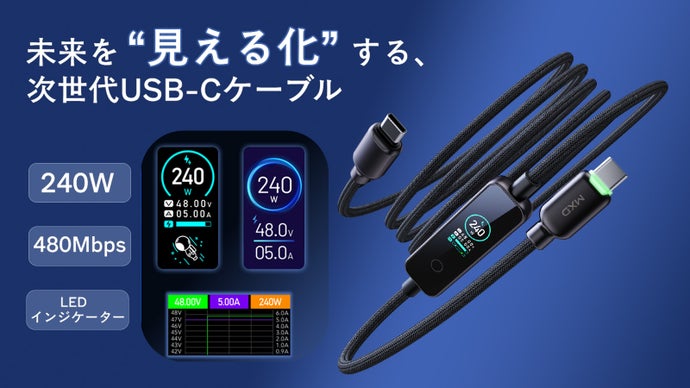 未来を“見える化”する、
次世代USB-Cケーブル
240W
480Mbps
LED
インジケーター
240
W
48.00V
05.00A
240
W
48.0V
05.0A
48.00V 5.00A 240W
48V 6.0A
47V 5.0A
46V 4.0A
45V 3.0A
44V 2.0A
43V 1.0A
42V 0.9A
240
MXD